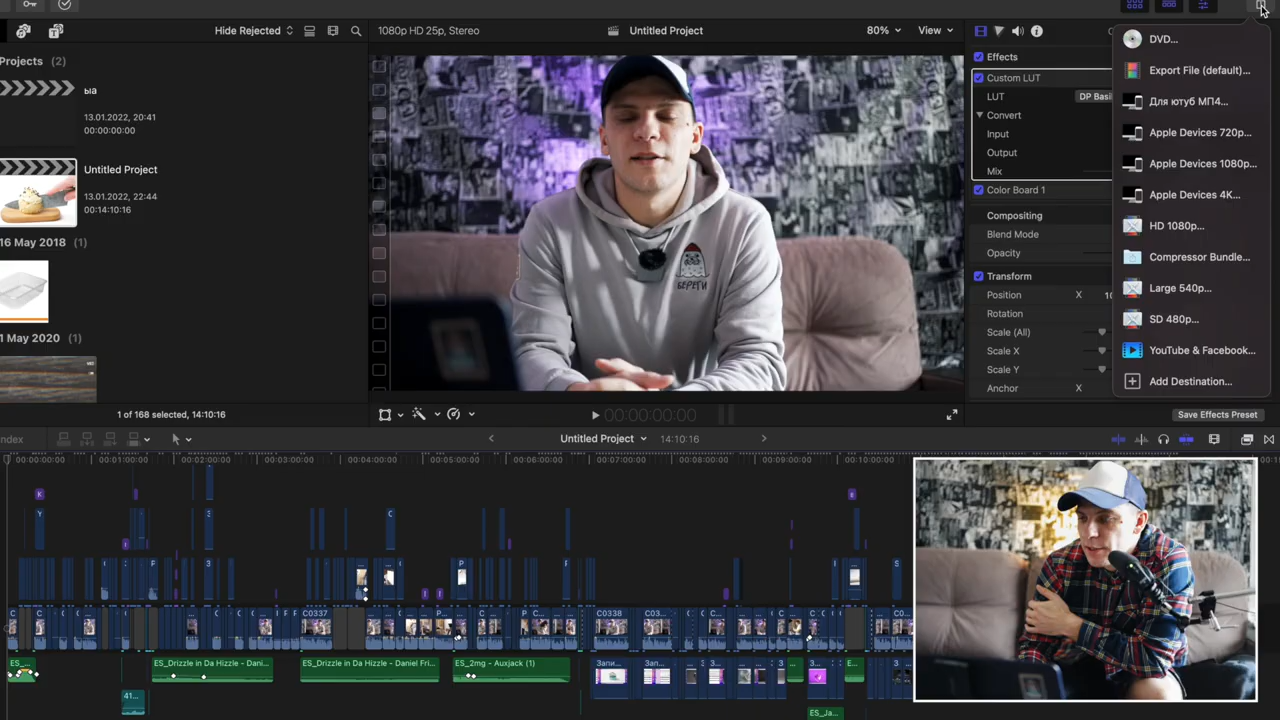 Hide Rejected
1080p HD 25p, Stereo
Untitled Project
80%
View
Projects (2)
ыа
13.01.2022, 20:41
00:00:00:00
Untitled Project
13.01.2022, 22:44
00:14:10:16
16 May 2018 (1)
1 May 2020 (1)
1 of 168 selected, 14:10:16
БЕРЕГИ
00:00:00:00
Effects
Custom LUT
LUT
DP Basi
Convert
Input
Output
Mix
Color Board 1
Compositing
Blend Mode
Opacity
Transform
Position X 10
Rotation
Scale (All)
Scale X
Scale Y
Anchor X
Save Effects Preset
DVD...
Export File (default)...
Для ютуб МП4...
Apple Devices 720p...
Apple Devices 1080p...
Apple Devices 4K...
HD 1080p...
Compressor Bundle...
Large 540p...
SD 480p...
YouTube & Facebook...
Add Destination...
ndex
Untitled Project
14:10:16
00:00:00:00
00:01:00:00
00:02:00:00
00:03:00:00
00:04:00:00
00:05:00:00
00:06:00:00
00:07:00:00
00:08:00:00
00:09:00:00
00:10:00:00
C0337
C0338
C03...
ES_...
ES_Drizzle in Da Hizzle - Dani...
ES_Drizzle in Da Hizzle - Daniel Fri...
ES_2mg - Auxjack (1)
Запи...
Зап...
E...
41...
ES_Ja...